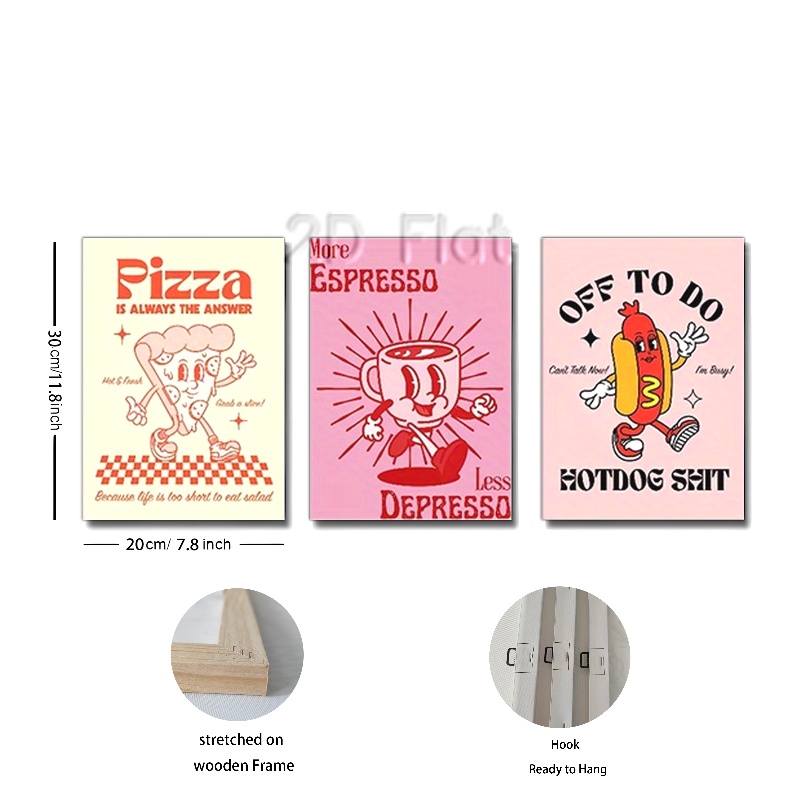 2D Flat
Pizza
IS ALWAYS THE ANSWER
Hot & Fresh
Grab a slice!
Because life is too short to eat salad
More
ESPRESSO
Less
DEPRESSO
OFF TO DO
Can't Talk Now!
I'm Busy!
HOTDOG SHIT
30cm/11.8inch
20cm/ 7.8 inch
stretched on
wooden Frame
Hook
Ready to Hang